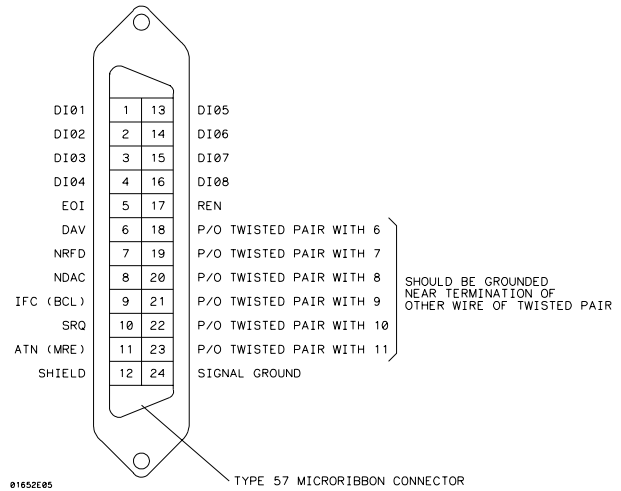 DI01 1 13 DI05
DI02 2 14 DI06
DI03 3 15 DI07
DI04 4 16 DI08
EOI 5 17 REN
DAV 6 18 P/O TWISTED PAIR WITH 6
NRFD 7 19 P/O TWISTED PAIR WITH 7
NDAC 8 20 P/O TWISTED PAIR WITH 8
IFC (BCL) 9 21 P/O TWISTED PAIR WITH 9
SRQ 10 22 P/O TWISTED PAIR WITH 10
ATN (MRE) 11 23 P/O TWISTED PAIR WITH 11
SHIELD 12 24 SIGNAL GROUND
SHOULD BE GROUNDED
NEAR TERMINATION OF
OTHER WIRE OF TWISTED PAIR
TYPE 57 MICRORIBBON CONNECTOR
01652E05